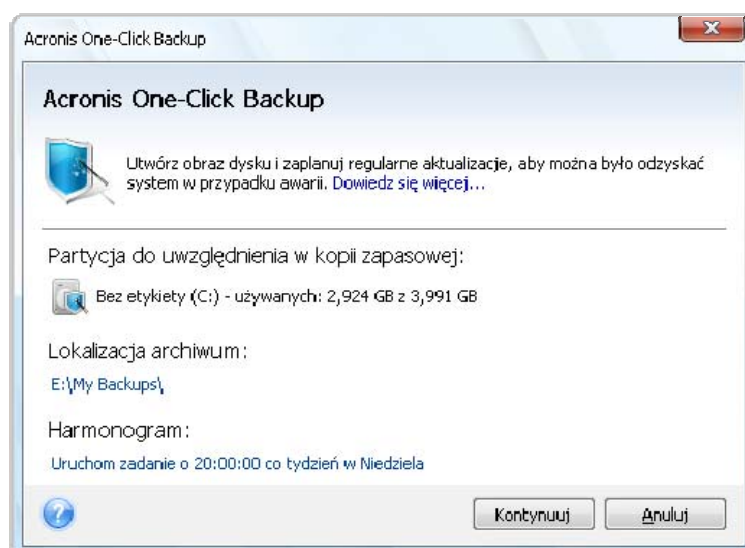 Acronis One-Click Backup
Acronis One-Click Backup
Utwórz obraz dysku i zaplanuj regularne aktualizacje, aby można było odzyskać
system w przypadku awarii. Dowiedz się więcej...
Partycja do uwzględnienia w kopii zapasowej:
Bez etykiety (C:) - używanych: 2,924 GB z 3,991 GB
Lokalizacja archiwum:
E:\My Backups\
Harmonogram:
Uruchom zadanie o 20:00:00 co tydzień w Niedziela
Kontynuuj Anuluj